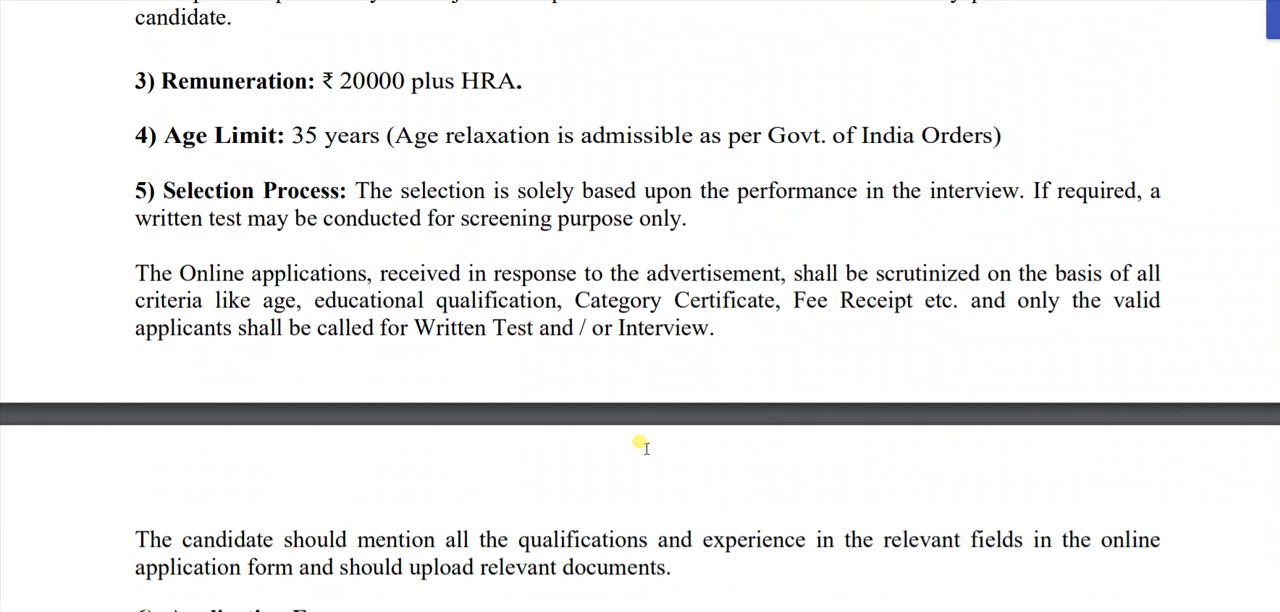 candidate.
3) Remuneration: ₹ 20000 plus HRA.
4) Age Limit: 35 years (Age relaxation is admissible as per Govt. of India Orders)
5) Selection Process: The selection is solely based upon the performance in the interview. If required, a
written test may be conducted for screening purpose only.
The Online applications, received in response to the advertisement, shall be scrutinized on the basis of all
criteria like age, educational qualification, Category Certificate, Fee Receipt etc. and only the valid
applicants shall be called for Written Test and / or Interview.
The candidate should mention all the qualifications and experience in the relevant fields in the online
application form and should upload relevant documents.